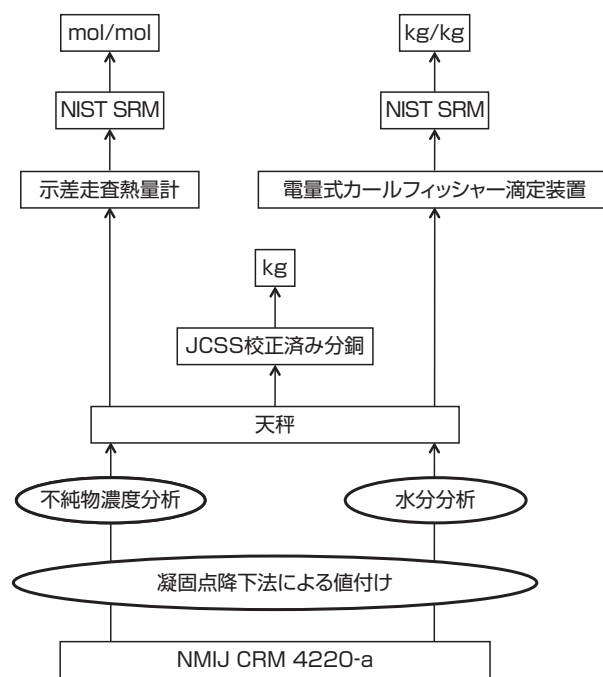 mol/mol
kg/kg
NIST SRM
NIST SRM
示差走査熱量計
電量式カールフィッシャー滴定装置
kg
JCSS校正済み分銅
天秤
不純物濃度分析
水分分析
凝固点降下法による値付け
NMIJ CRM 4220-a